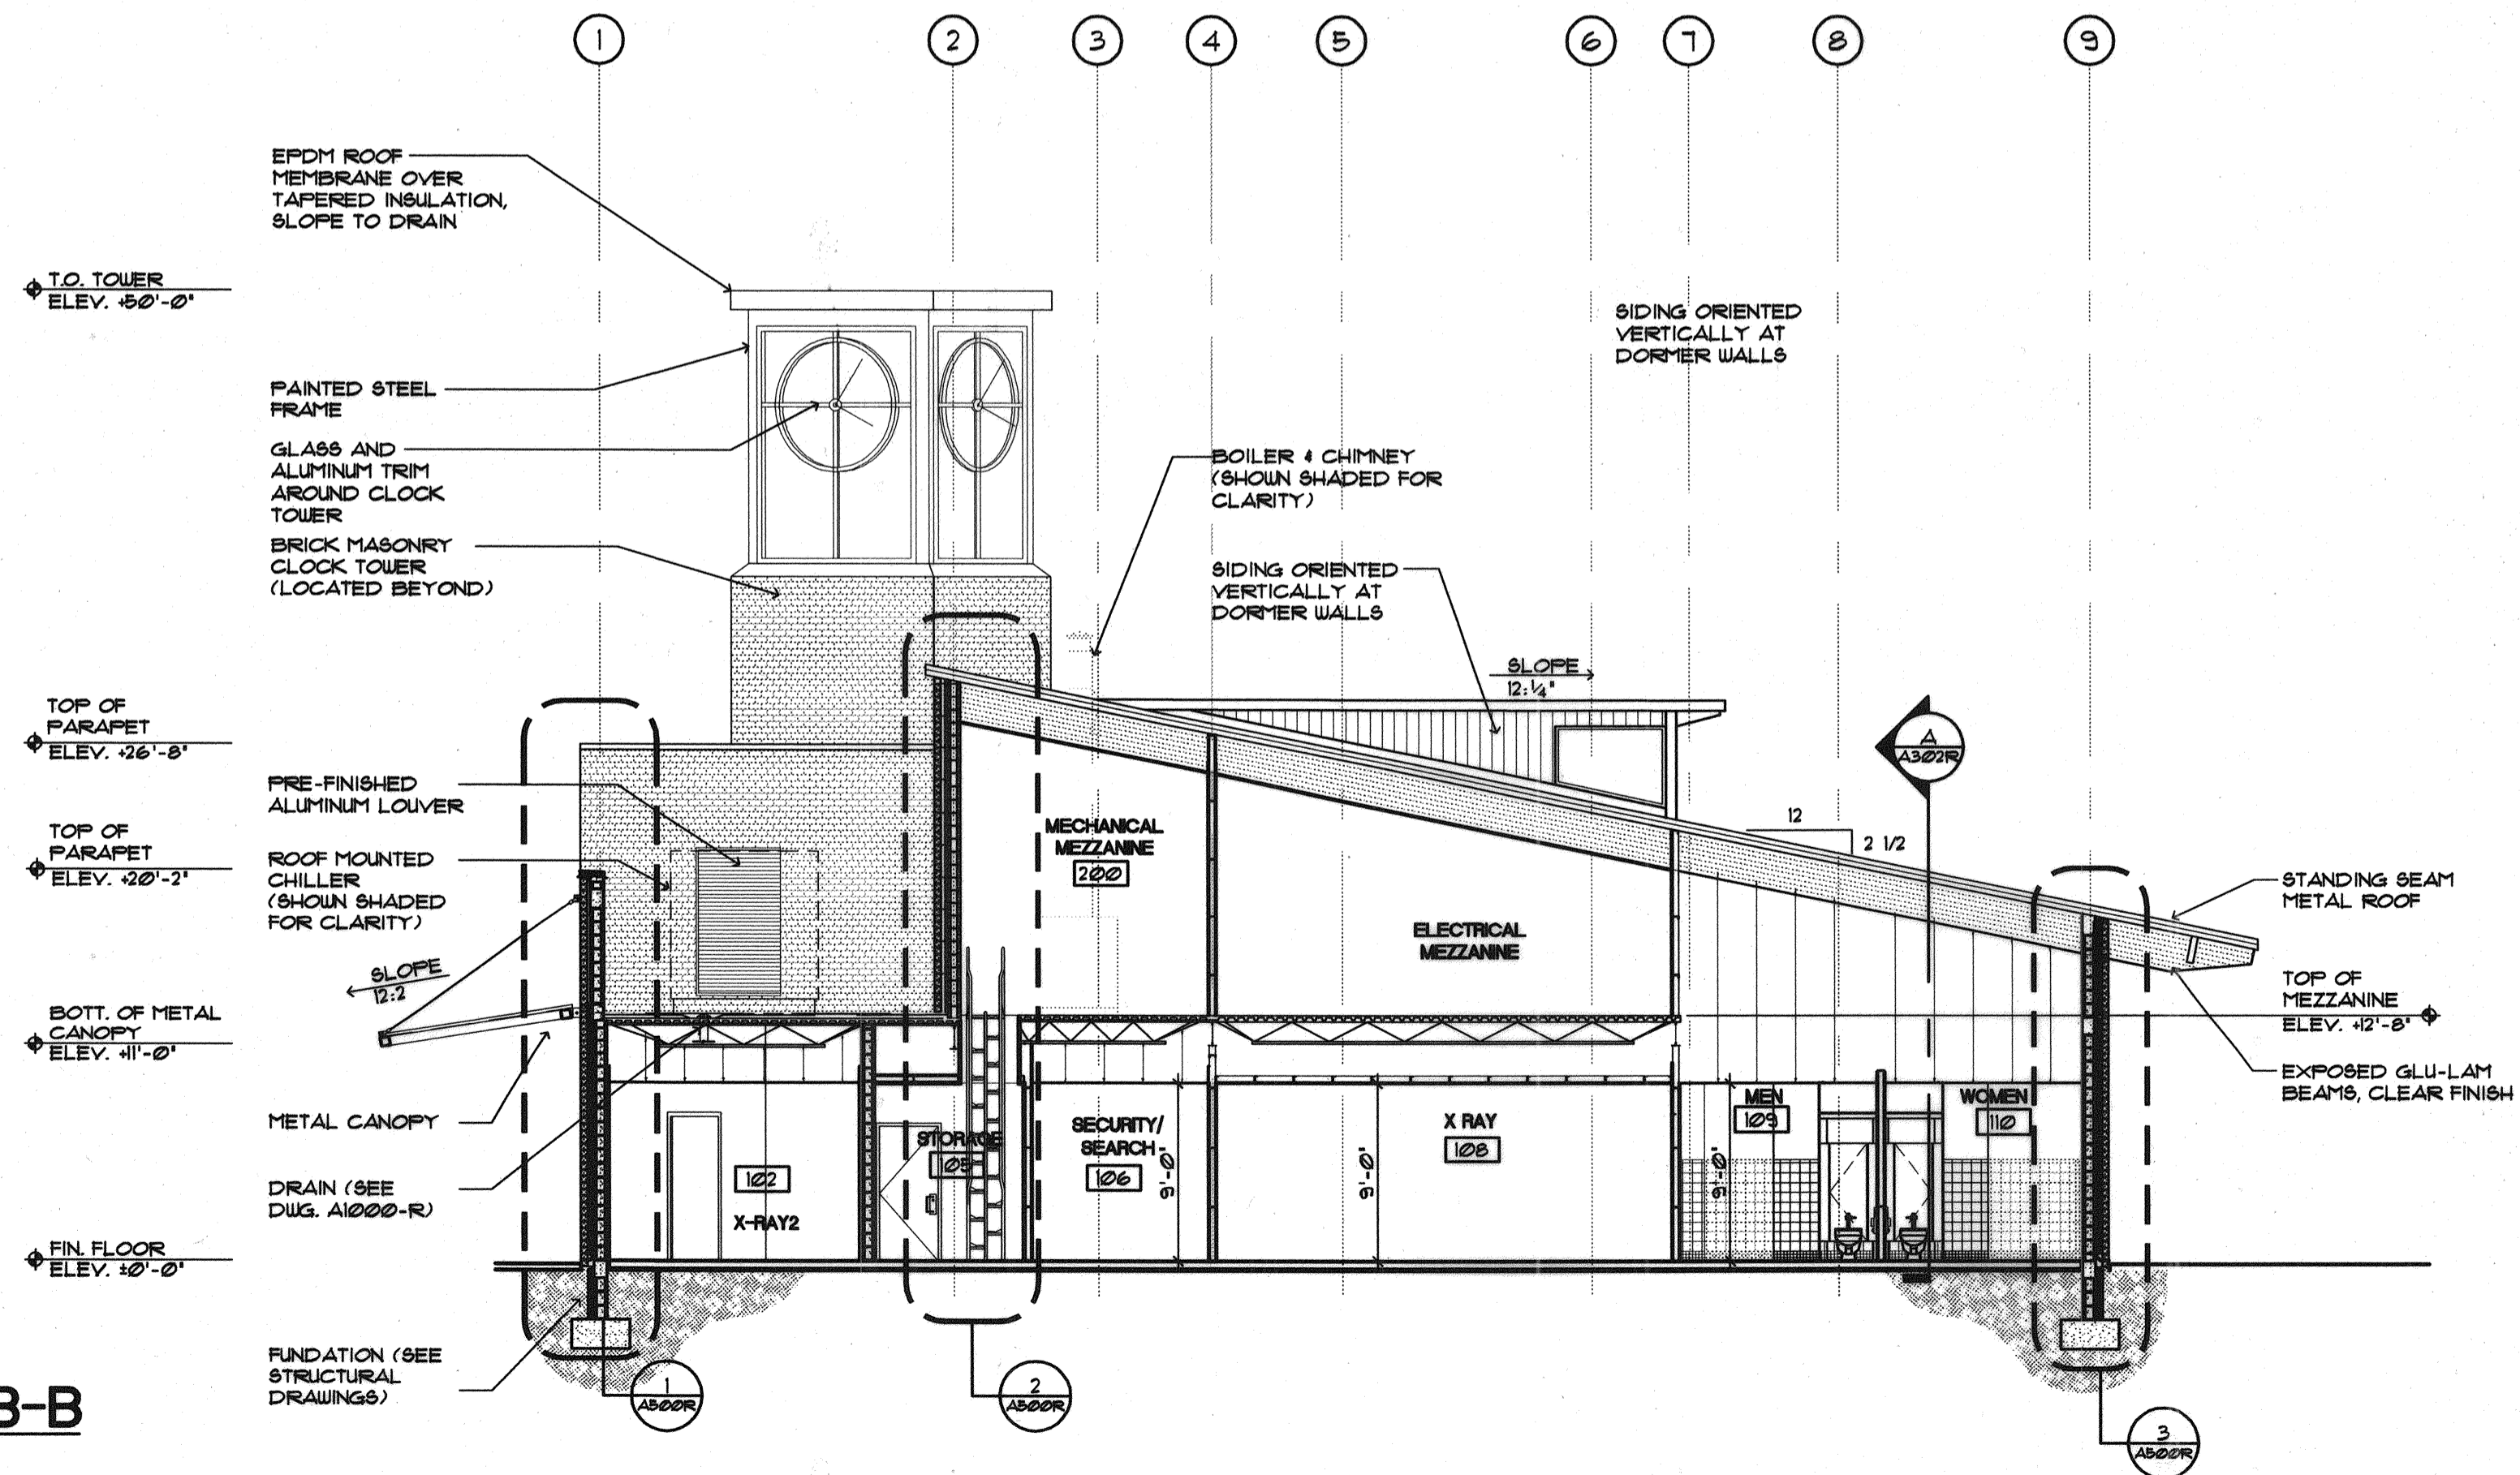 1
2
3
4
5
6
7
8
9
EPDM ROOF
MEMBRANE OVER
TAPERED INSULATION,
SLOPE TO DRAIN
T.O. TOWER
ELEV. +50'-0"
SIDING ORIENTED
VERTICALLY AT
DORMER WALLS
PAINTED STEEL
FRAME
GLASS AND
ALUMINUM TRIM
AROUND CLOCK
TOWER
BOILER & CHIMNEY
(SHOWN SHADED FOR
CLARITY)
BRICK MASONRY
CLOCK TOWER
(LOCATED BEYOND)
SIDING ORIENTED
VERTICALLY AT
DORMER WALLS
SLOPE
12:1/4"
TOP OF
PARAPET
ELEV. +26'-8"
A
A302R
PRE-FINISHED
ALUMINUM LOUVER
TOP OF
PARAPET
ELEV. +20'-2"
MECHANICAL
MEZZANINE
200
12
2 1/2
ROOF MOUNTED
CHILLER
(SHOWN SHADED
FOR CLARITY)
STANDING SEAM
METAL ROOF
ELECTRICAL
MEZZANINE
SLOPE
12:2
BOTT. OF METAL
CANOPY
ELEV. +11'-0"
TOP OF
MEZZANINE
ELEV. +12'-8"
EXPOSED GLU-LAM
BEAMS, CLEAR FINISH
METAL CANOPY
STORAGE
105
SECURITY/
SEARCH
106
9'-0"
X RAY
108
9'-0"
MEN
109
9'-0"
WOMEN
110
102
X-RAY2
DRAIN (SEE
DWG. A1000-R)
FIN. FLOOR
ELEV. ±0'-0"
FUNDATION (SEE
STRUCTURAL
DRAWINGS)
1
A500R
2
A500R
3
A500R
B-B